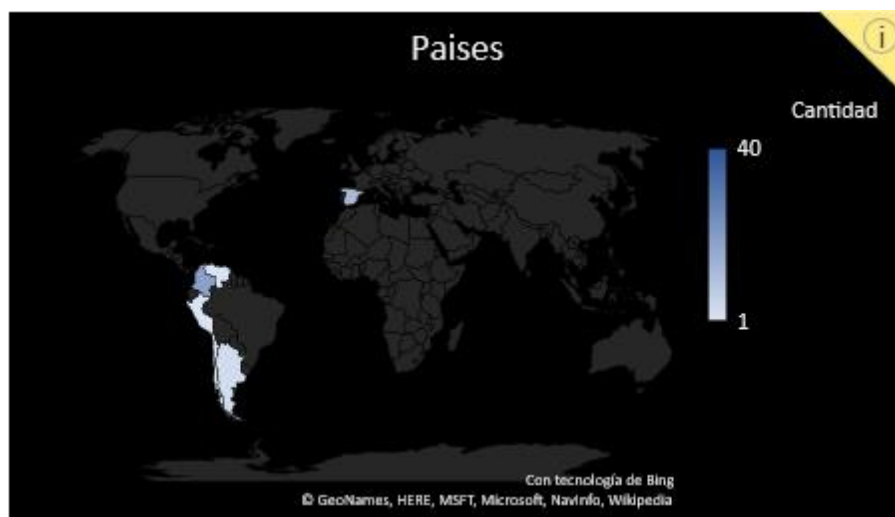 Paises
i
Cantidad
40
1
Con tecnología de Bing
© GeoNames, HERE, MSFT, Microsoft, NavInfo, Wikipedia